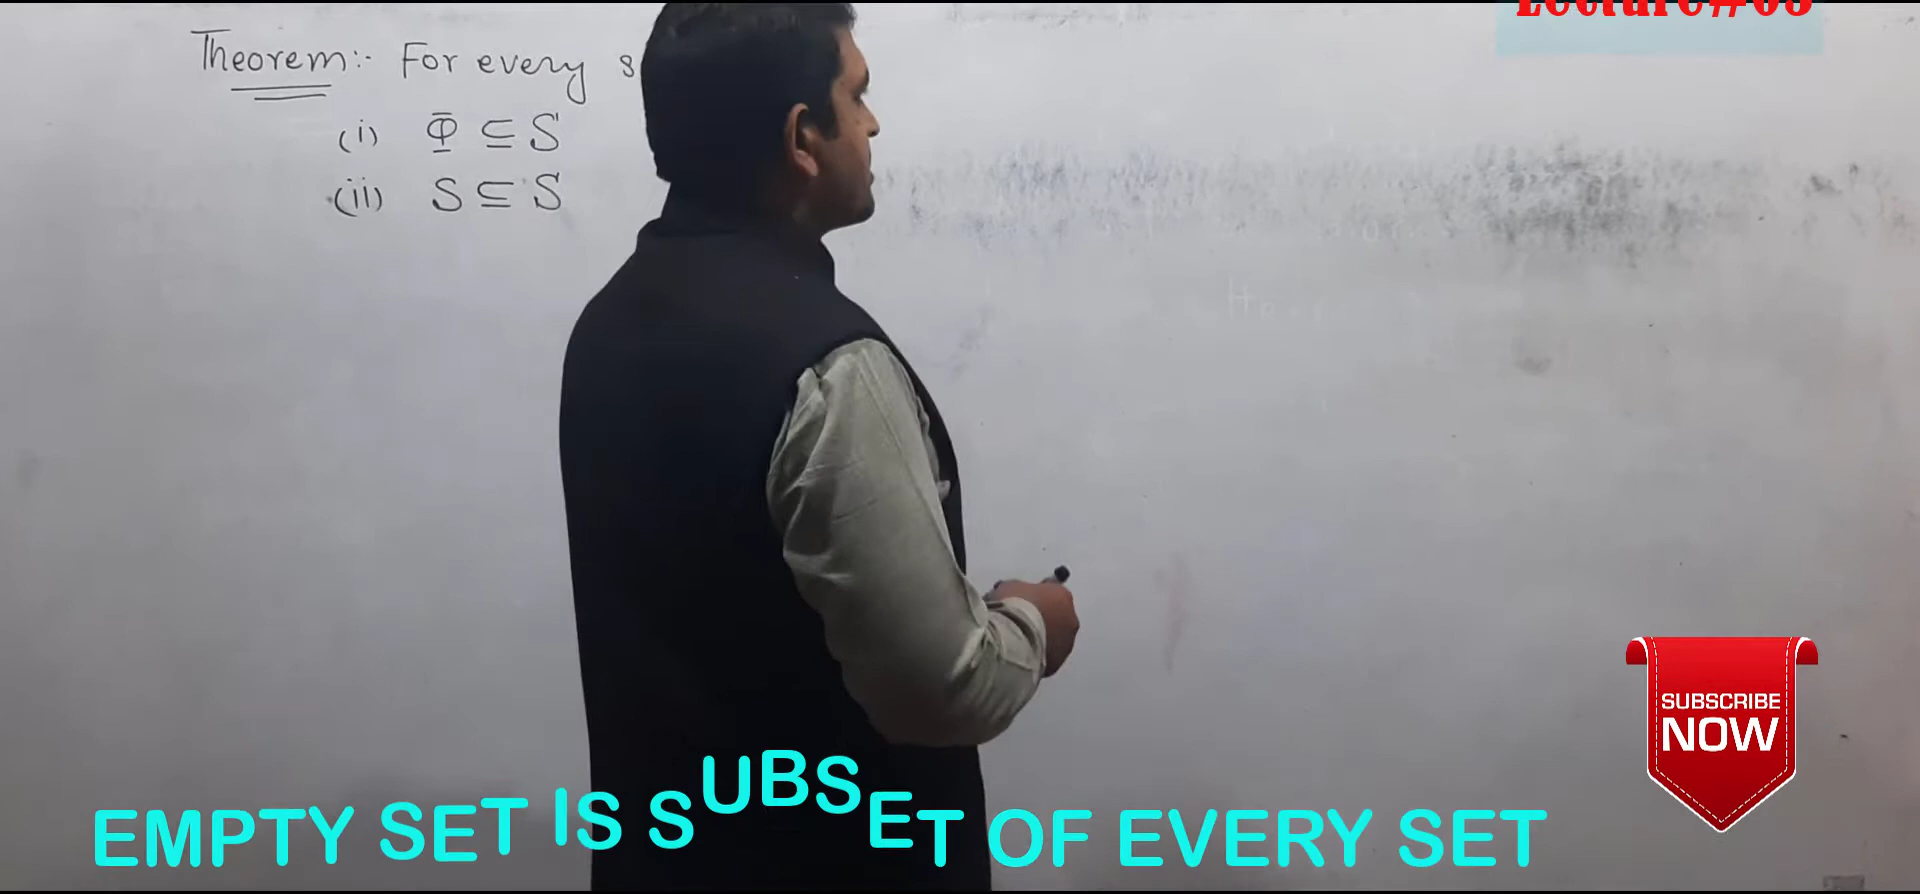 Theorem:- For every s
(i) Φ ⊆ S
(ii) S ⊆ S
SUBSCRIBE
NOW
EMPTY SET IS SUBSET OF EVERY SET